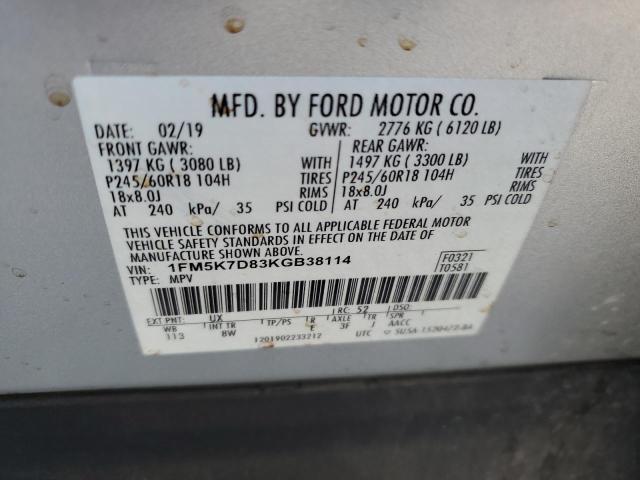 MFD. BY FORD MOTOR CO.
DATE: 02/19 GVWR: 2776 KG ( 6120 LB)
FRONT GAWR: REAR GAWR:
1397 KG ( 3080 LB) WITH 1497 KG ( 3300 LB) WITH
P245/60R18 104H TIRES P245/60R18 104H TIRES
18x8.0J RIMS 18x8.0J RIMS
AT 240 kPa/ 35 PSI COLD AT 240 kPa/ 35 PSI COLD
THIS VEHICLE CONFORMS TO ALL APPLICABLE FEDERAL MOTOR
VEHICLE SAFETY STANDARDS IN EFFECT ON THE DATE OF
MANUFACTURE SHOWN ABOVE.
VIN: 1FM5K7D83KGB38114 F0321
TYPE: MPV T0581
EXT PNT: UX RC: 52 DSO:
WB INT TR TP/PS R AXLE TR SPR
113 8W E 3F J AACC
1201902233212 UTC